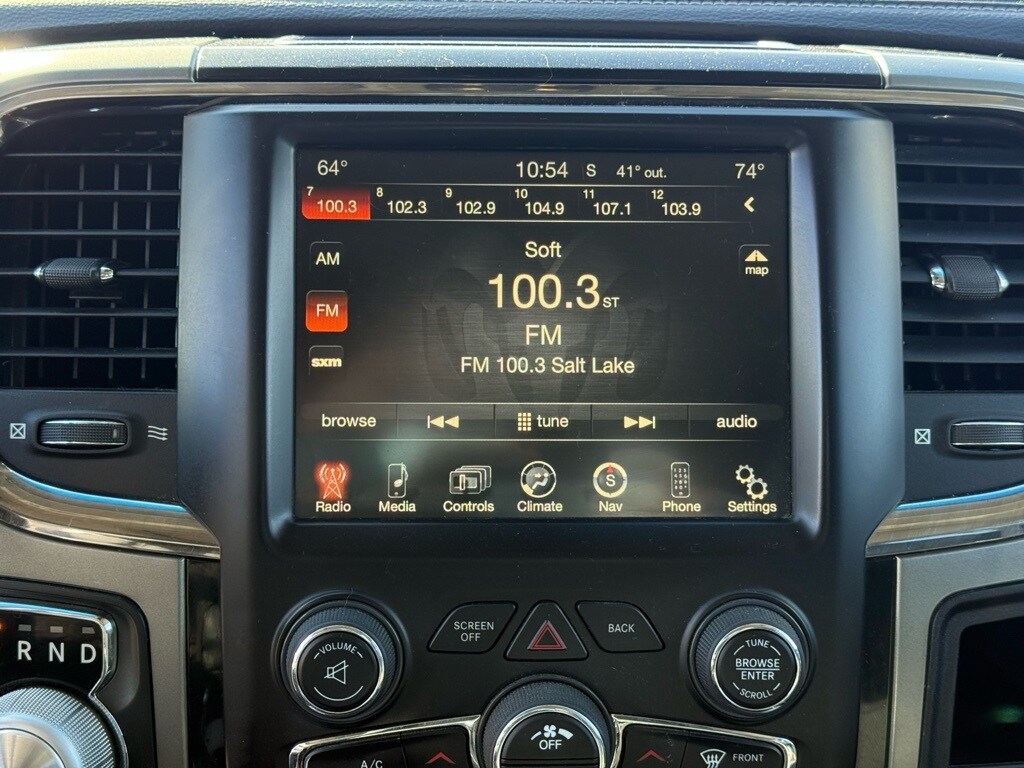 64° 10:54 S 41° out. 74°
7 100.3 8 102.3 9 102.9 10 104.9 11 107.1 12 103.9
AM
FM
sxm
Soft
100.3 ST
FM
FM 100.3 Salt Lake
map
browse tune audio
Radio Media Controls Climate S Nav Phone Settings
R N D
VOLUME
SCREEN
OFF
BACK
TUNE
BROWSE
ENTER
SCROLL
A/C
OFF
FRONT